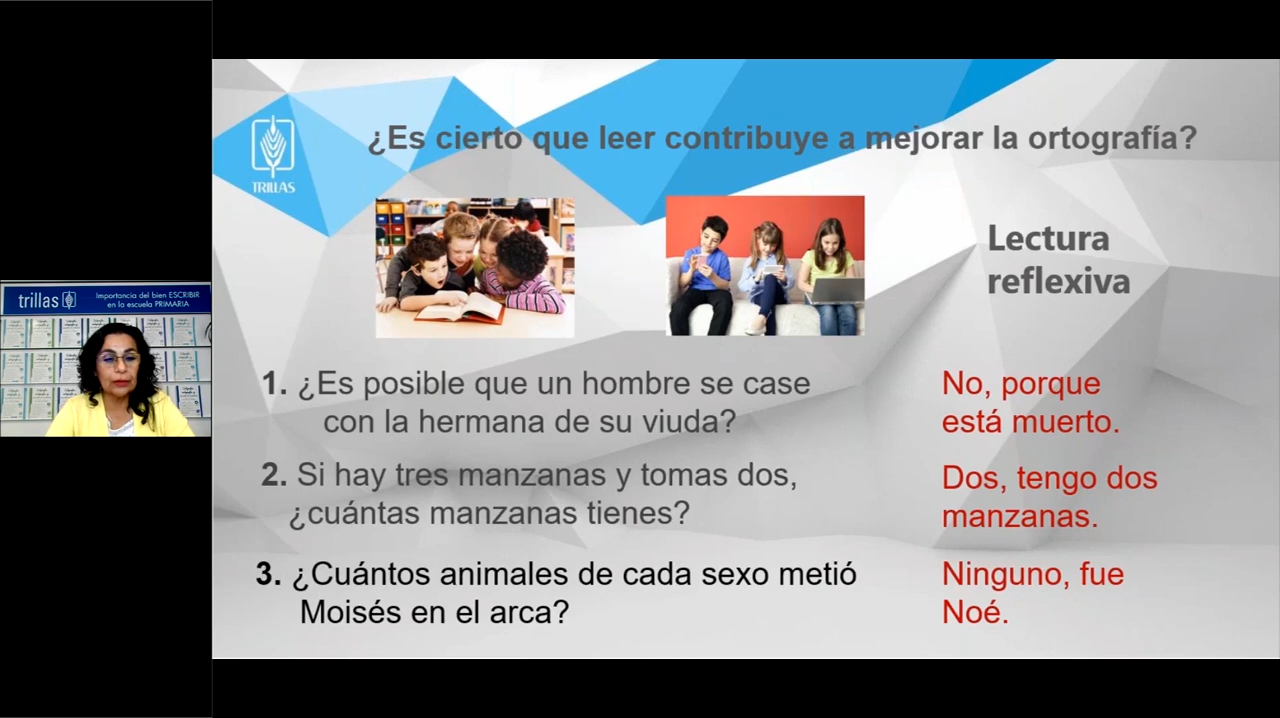 TRILLAS
¿Es cierto que leer contribuye a mejorar la ortografía?
Lectura
reflexiva
1. ¿Es posible que un hombre se case
con la hermana de su viuda?
No, porque
está muerto.
2. Si hay tres manzanas y tomas dos,
¿cuántas manzanas tienes?
Dos, tengo dos
manzanas.
3. ¿Cuántos animales de cada sexo metió
Moisés en el arca?
Ninguno, fue
Noé.
trillas
Importancia del bien ESCRIBIR
en la escuela PRIMARIA